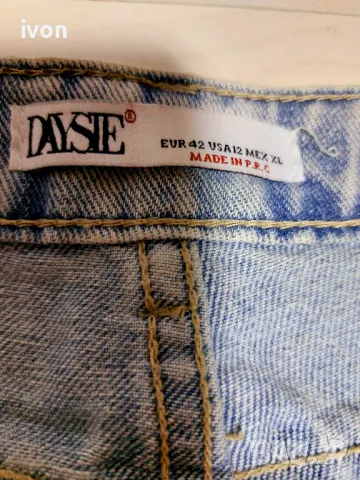 ivon
DAYSIE®
EUR 42 USA 12 MEX XL
MADE IN P.R.C